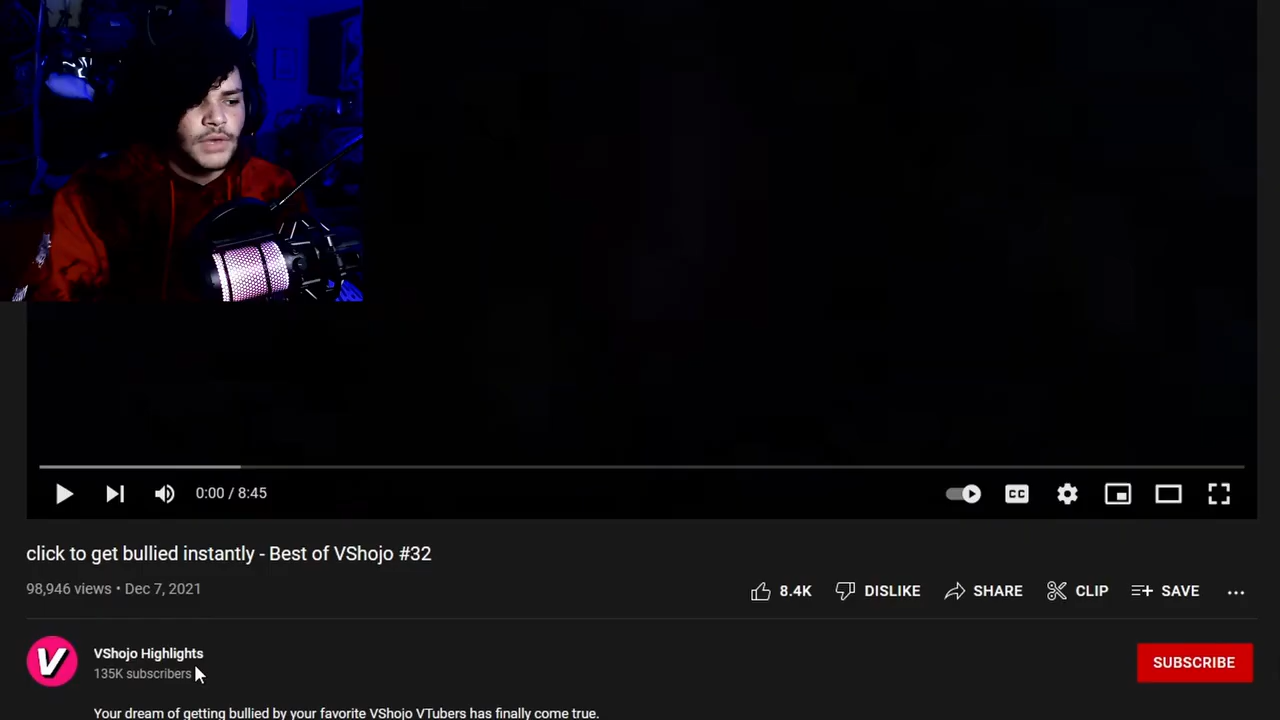 0:00 / 8:45
CC
click to get bullied instantly - Best of VShojo #32
98,946 views • Dec 7, 2021
8.4K DISLIKE SHARE CLIP SAVE
V
VShojo Highlights
135K subscribers
SUBSCRIBE
Your dream of getting bullied by your favorite VShojo VTubers has finally come true.